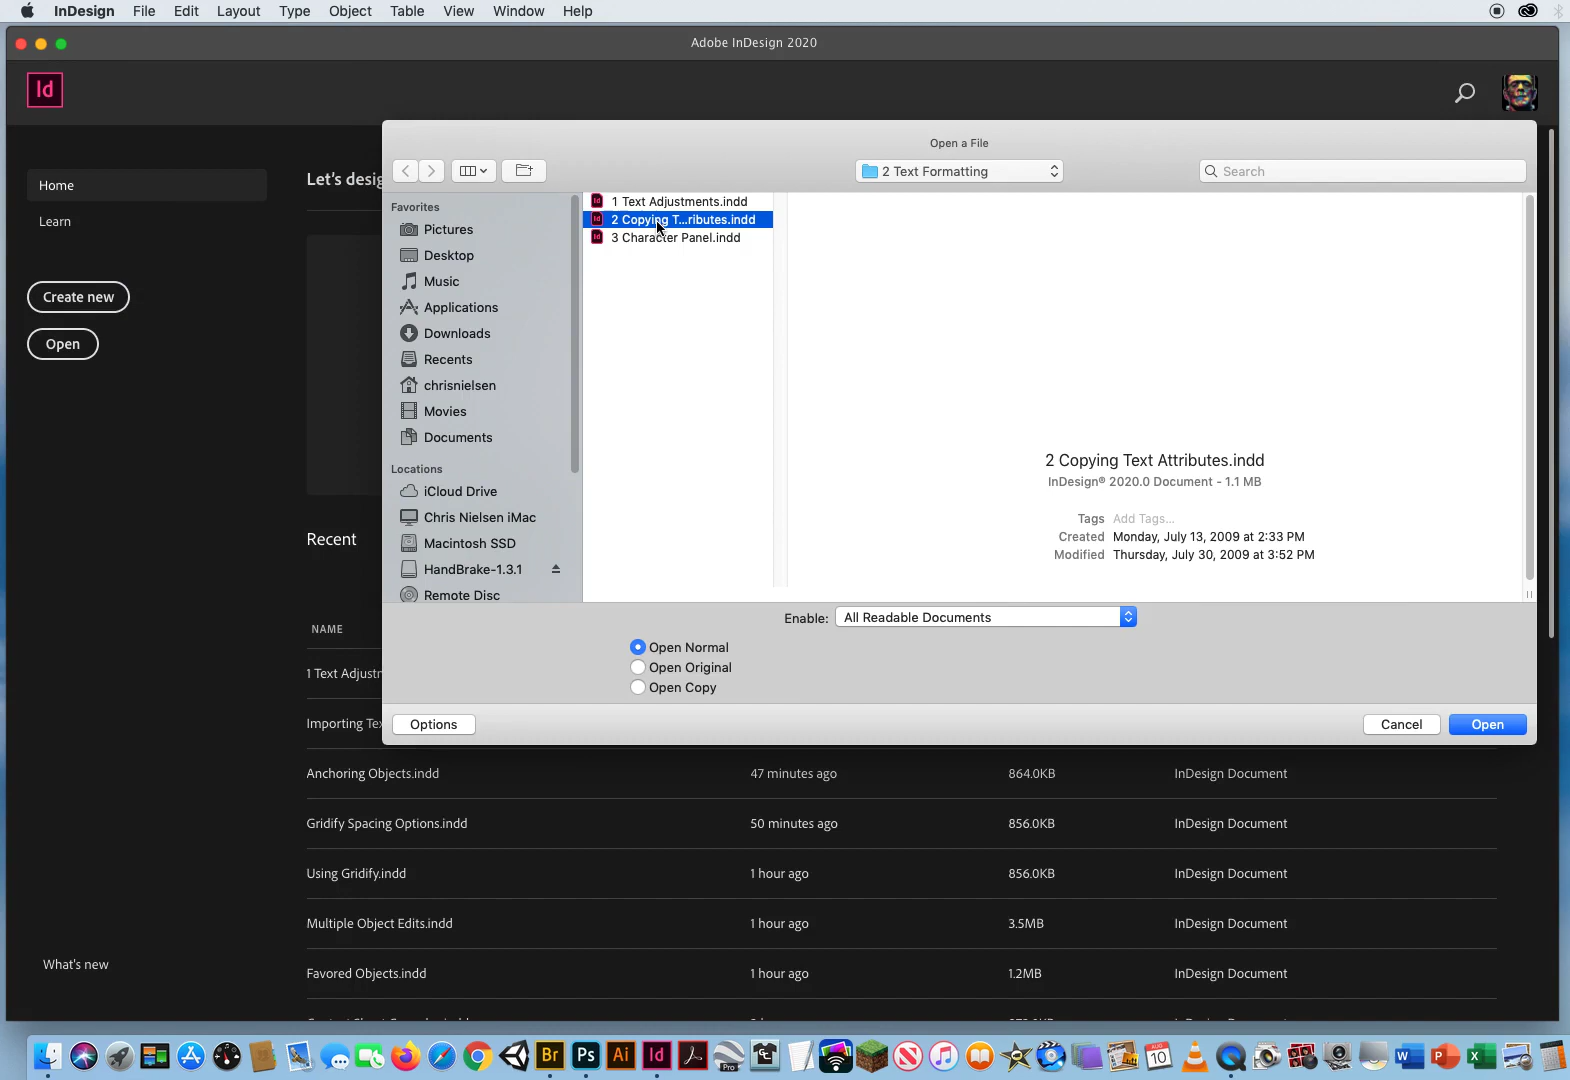 InDesign File Edit Layout Type Object Table View Window Help
Adobe InDesign 2020
Id
Home
Learn
Create new
Open
What's new
Let's desig
Recent
NAME
1 Text Adjustr
Importing Tex
Anchoring Objects.indd 47 minutes ago 864.0KB InDesign Document
Gridify Spacing Options.indd 50 minutes ago 856.0KB InDesign Document
Using Gridify.indd 1 hour ago 856.0KB InDesign Document
Multiple Object Edits.indd 1 hour ago 3.5MB InDesign Document
Favored Objects.indd 1 hour ago 1.2MB InDesign Document
Open a File
2 Text Formatting
Search
Favorites
Pictures
Desktop
Music
Applications
Downloads
Recents
chrisnielsen
Movies
Documents
Locations
iCloud Drive
Chris Nielsen iMac
Macintosh SSD
HandBrake-1.3.1
Remote Disc
1 Text Adjustments.indd
2 Copying T...ributes.indd
3 Character Panel.indd
2 Copying Text Attributes.indd
InDesign® 2020.0 Document - 1.1 MB
Tags Add Tags...
Created Monday, July 13, 2009 at 2:33 PM
Modified Thursday, July 30, 2009 at 3:52 PM
Enable: All Readable Documents
Open Normal
Open Original
Open Copy
Options
Cancel
Open
Br
Ps
Ai
Id
Pro
AUG
10
W
P
X